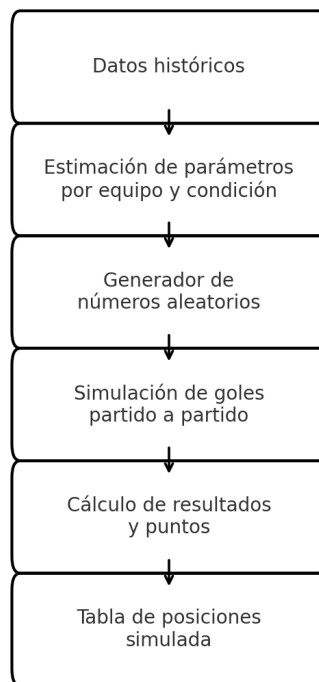 Datos históricos
Estimación de parámetros
por equipo y condición
Generador de
números aleatorios
Simulación de goles
partido a partido
Cálculo de resultados
y puntos
Tabla de posiciones
simulada